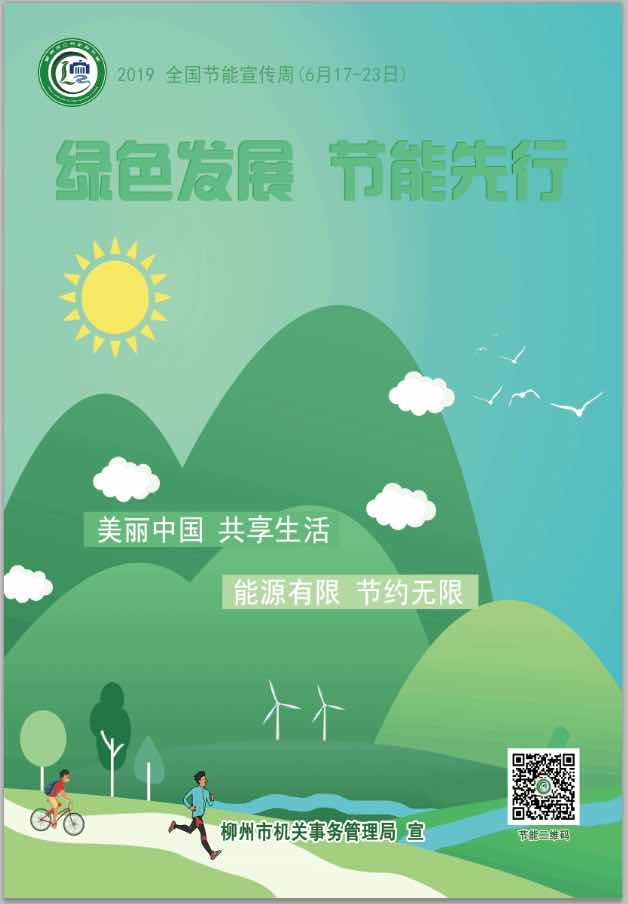 2019 全国节能宣传周(6月17-23日)
绿色发展 节能先行
美丽中国 共享生活
能源有限 节约无限
柳州市机关事务管理局 宣
节能二维码